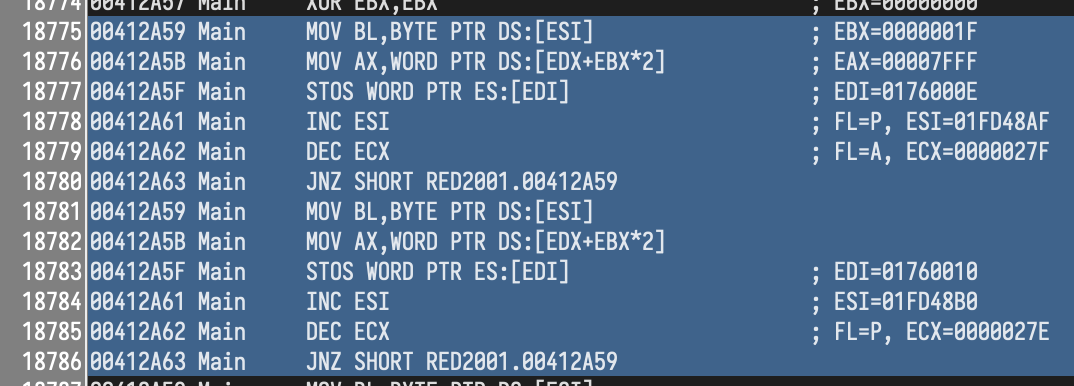 18774 00412A57 Main XOR EBX,EBX ; EBX=00000000
18775 00412A59 Main MOV BL,BYTE PTR DS:[ESI] ; EBX=0000001F
18776 00412A5B Main MOV AX,WORD PTR DS:[EDX+EBX*2] ; EAX=00007FFF
18777 00412A5F Main STOS WORD PTR ES:[EDI] ; EDI=0176000E
18778 00412A61 Main INC ESI ; FL=P, ESI=01FD48AF
18779 00412A62 Main DEC ECX ; FL=A, ECX=0000027F
18780 00412A63 Main JNZ SHORT RED2001.00412A59
18781 00412A59 Main MOV BL,BYTE PTR DS:[ESI]
18782 00412A5B Main MOV AX,WORD PTR DS:[EDX+EBX*2]
18783 00412A5F Main STOS WORD PTR ES:[EDI] ; EDI=01760010
18784 00412A61 Main INC ESI ; ESI=01FD48B0
18785 00412A62 Main DEC ECX ; FL=P, ECX=0000027E
18786 00412A63 Main JNZ SHORT RED2001.00412A59